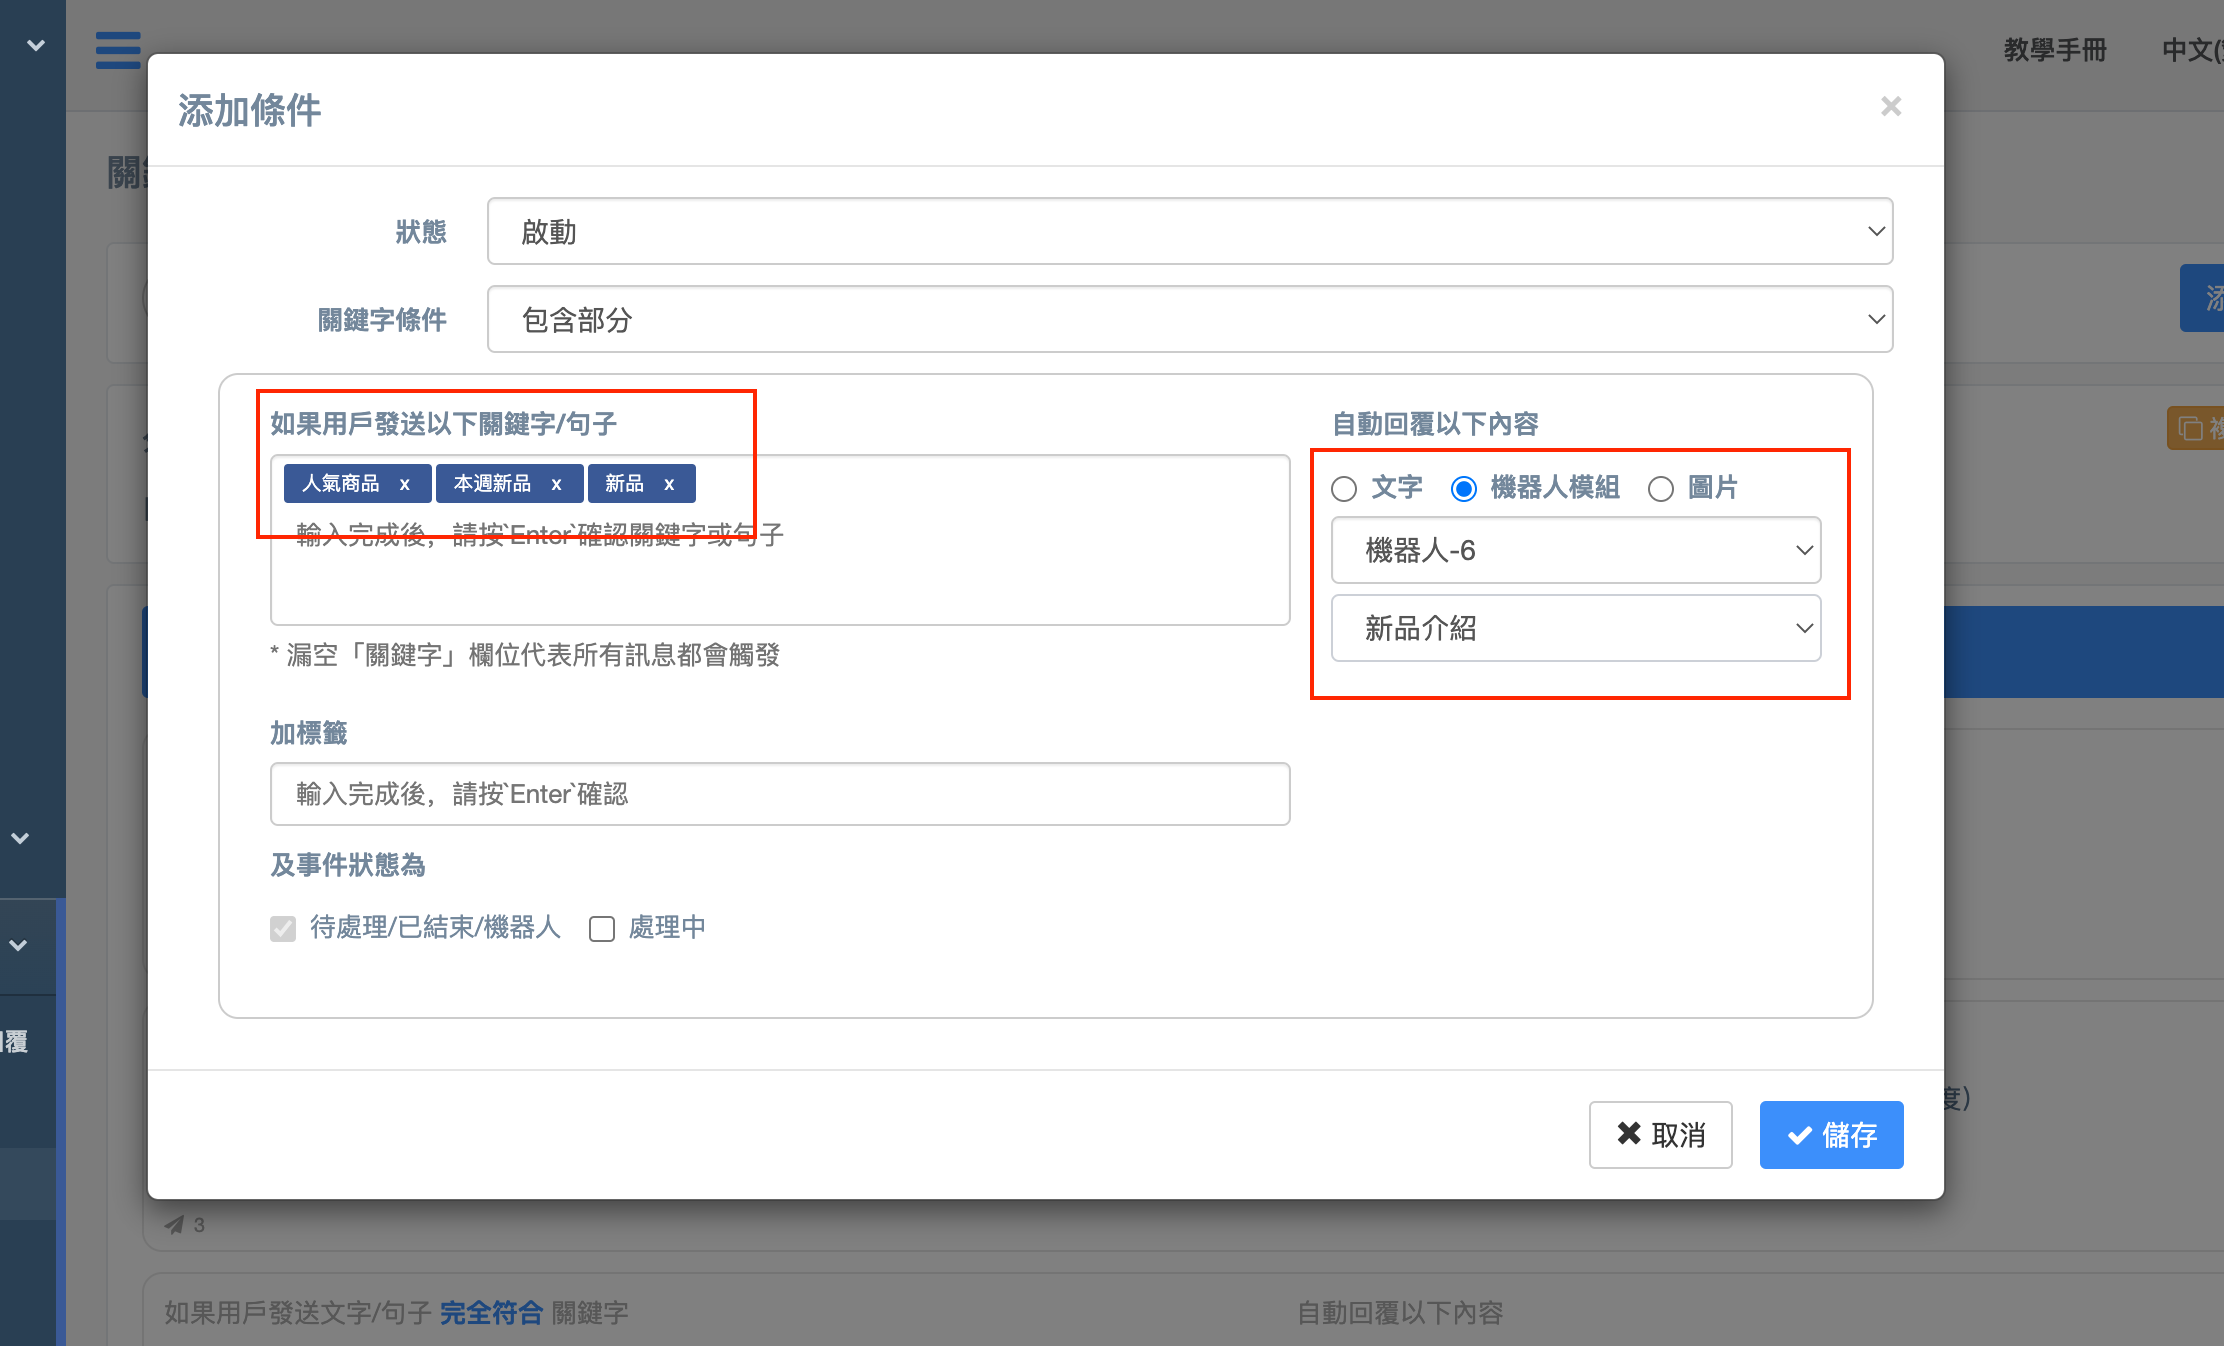 教學手冊
中文(
添加條件
×
狀態
啟動
關鍵字條件
包含部分
如果用戶發送以下關鍵字/句子
人氣商品 x 本週新品 x 新品 x
輸入完成後，請按`Enter`確認關鍵字或句子
* 漏空「關鍵字」欄位代表所有訊息都會觸發
自動回覆以下內容
文字 機器人模組 圖片
機器人-6
新品介紹
加標籤
輸入完成後，請按`Enter`確認
及事件狀態為
待處理/已結束/機器人 處理中
取消
儲存
覆
度)
3
如果用戶發送文字/句子 完全符合 關鍵字
自動回覆以下內容